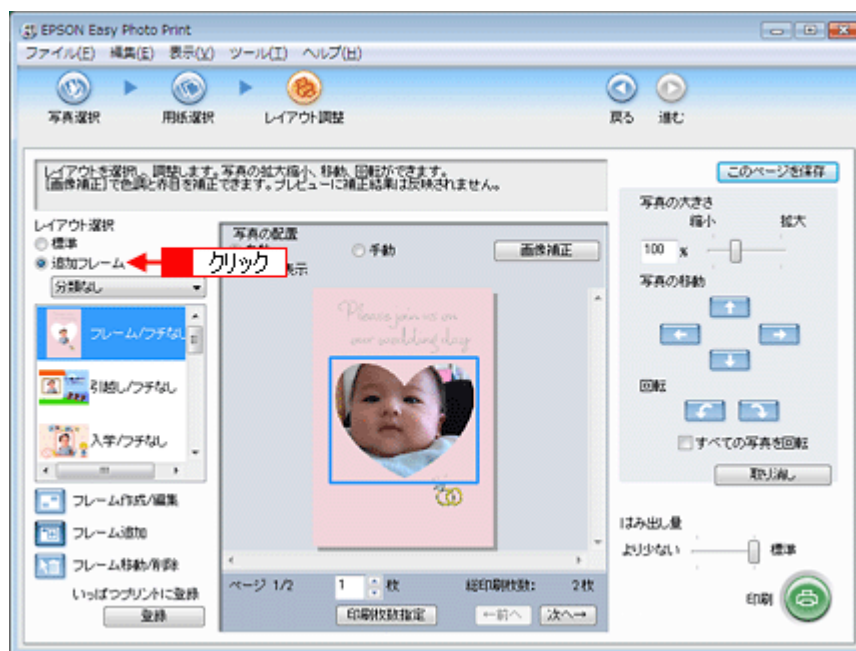 EPSON Easy Photo Print
ファイル(E) 編集(E) 表示(V) ツール(T) ヘルプ(H)
写真選択 用紙選択 レイアウト調整 戻る 進む
レイアウトを選択し、調整します。写真の拡大縮小、移動、回転ができます。
[画像補正]で色調と赤目を補正できます。プレビューに補正結果は反映されません。
このページを保存
レイアウト選択
標準
追加フレーム
クリック
分類なし
フレーム/フチなし
引越し/フチなし
入学/フチなし
フレーム作成/編集
フレーム追加
フレーム移動/削除
いっぱつプリントに登録
登録
写真の配置
手動
画像補正
表示
Please join us on
our wedding day
ページ 1/2 1 枚 総印刷枚数: 2枚
印刷枚数指定 ←前へ 次へ→
写真の大きさ
縮小 拡大
100 %
写真の移動
回転
すべての写真を回転
取り消し
はみ出し量
より少ない 標準
印刷